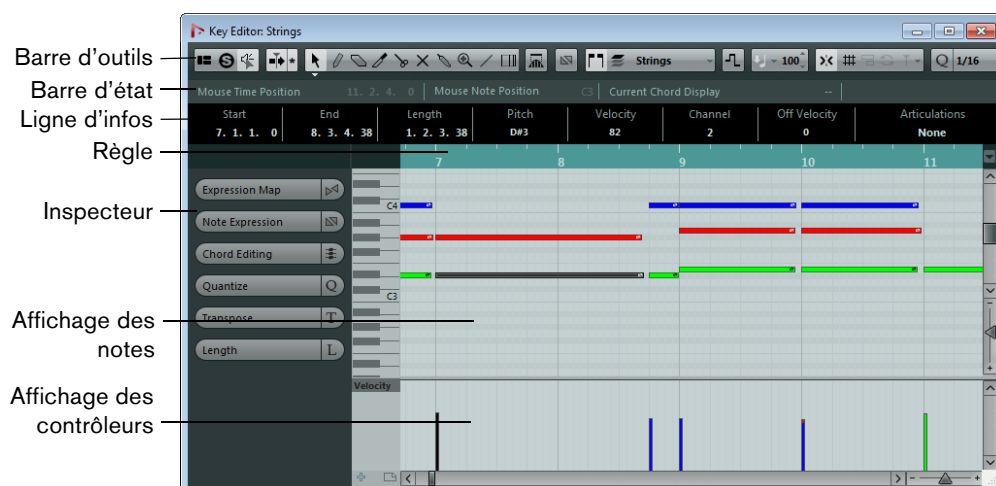 Key Editor: Strings
Barre d'outils
S
Strings
100
Q 1/16
Barre d'état
Mouse Time Position 11. 2. 4. 0 Mouse Note Position C3 Current Chord Display --
Ligne d'infos
Start End Length Pitch Velocity Channel Off Velocity Articulations
7. 1. 1. 0 8. 3. 4. 38 1. 2. 3. 38 D#3 82 2 0 None
Règle
7 8 9 10 11
Inspecteur
Expression Map
C4
Note Expression
Chord Editing
Quantize Q
C3
Affichage des notes
Transpose T
Length L
Affichage des contrôleurs
Velocity